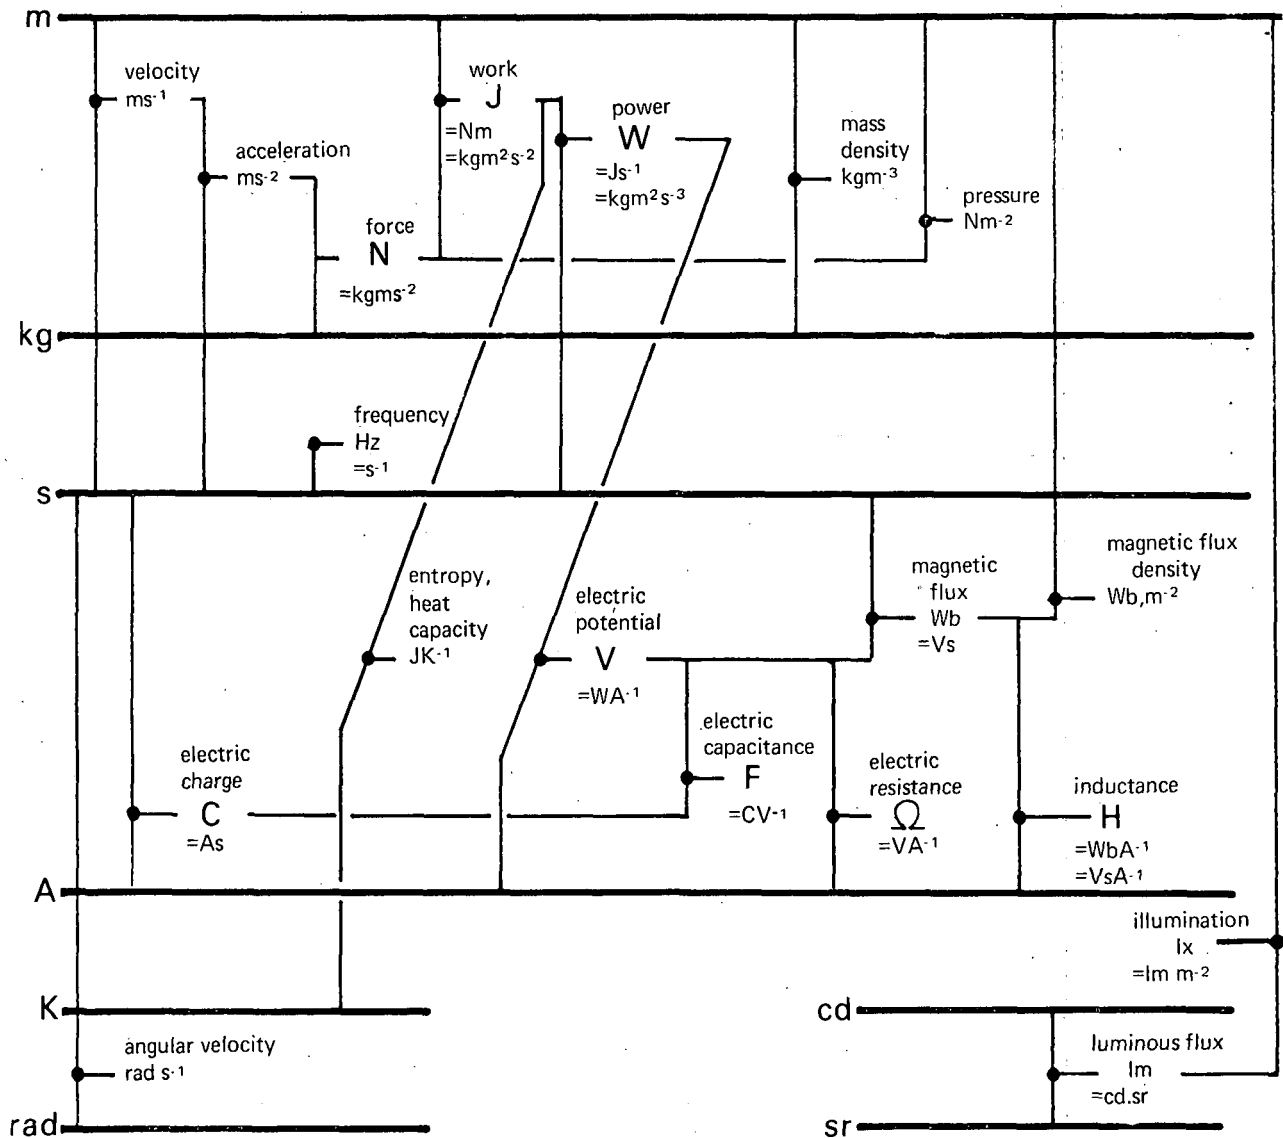 m
velocity
ms-1
work
J
=Nm
=kgm²s-2
power
W
=Js-1
=kgm²s-3
mass
density
kgm-3
pressure
Nm-2
acceleration
ms-2
force
N
=kgms-2
kg
frequency
Hz
=s-1
s
entropy,
heat
capacity
JK-1
electric
potential
V
=WA-1
magnetic
flux
Wb
=Vs
magnetic flux
density
Wb,m-2
electric
charge
C
=As
electric
capacitance
F
=CV-1
electric
resistance
Ω
=VA-1
inductance
H
=WbA-1
=VsA-1
A
illumination
lx
=lm m-2
K
cd
angular velocity
rad s-1
luminous flux
lm
=cd.sr
rad
sr